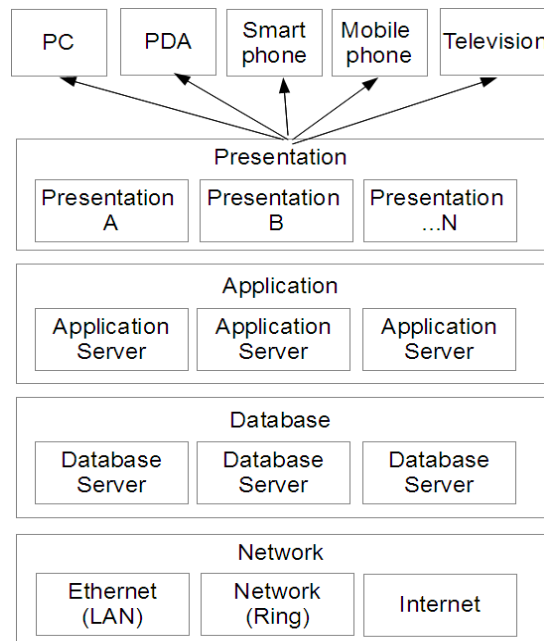 PC
PDA
Smart
phone
Mobile
phone
Television
Presentation
Presentation
A
Presentation
B
Presentation
...N
Application
Application
Server
Application
Server
Application
Server
Database
Database
Server
Database
Server
Database
Server
Network
Ethernet
(LAN)
Network
(Ring)
Internet